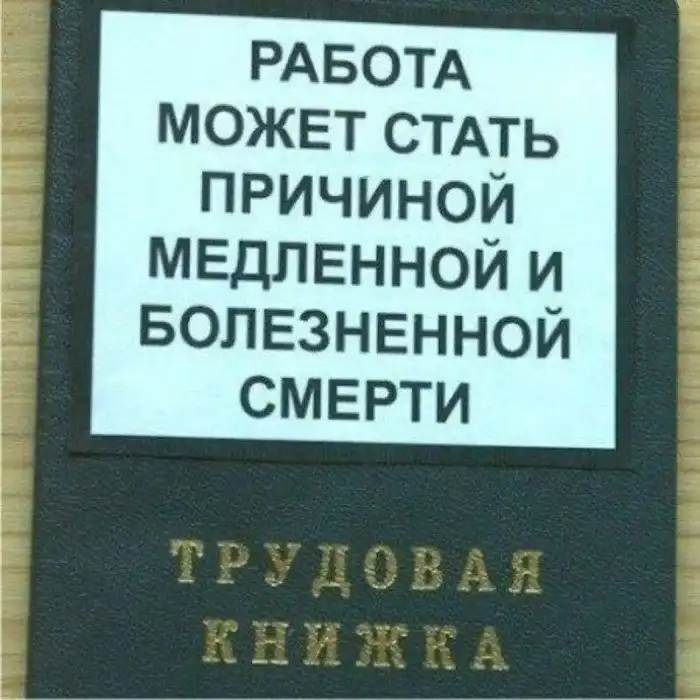 РАБОТА
МОЖЕТ СТАТЬ
ПРИЧИНОЙ
МЕДЛЕННОЙ И
БОЛЕЗНЕННОЙ
СМЕРТИ
ТРУДОВАЯ
КНИЖКА